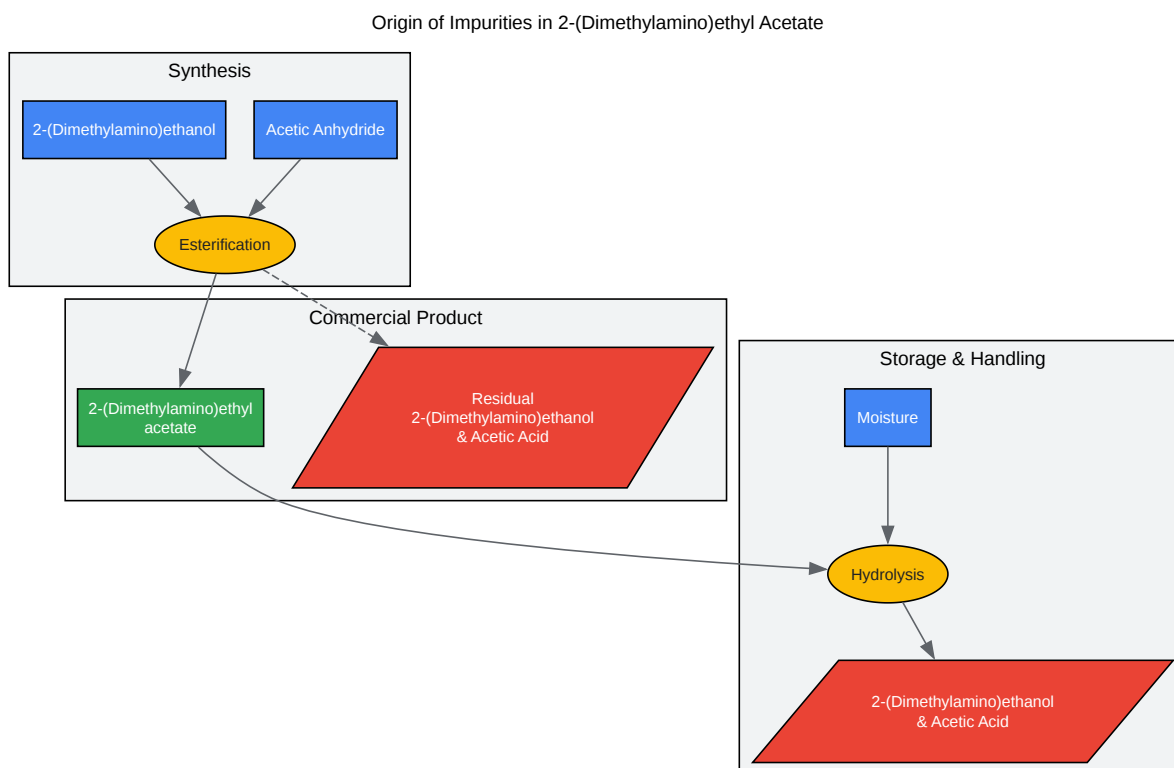 Origin of Impurities in 2-(Dimethylamino)ethyl Acetate
Synthesis
2-(Dimethylamino)ethanol
Acetic Anhydride
Esterification
Commercial Product
2-(Dimethylamino)ethyl
acetate
Residual
2-(Dimethylamino)ethanol
& Acetic Acid
Storage & Handling
Moisture
Hydrolysis
2-(Dimethylamino)ethanol
& Acetic Acid